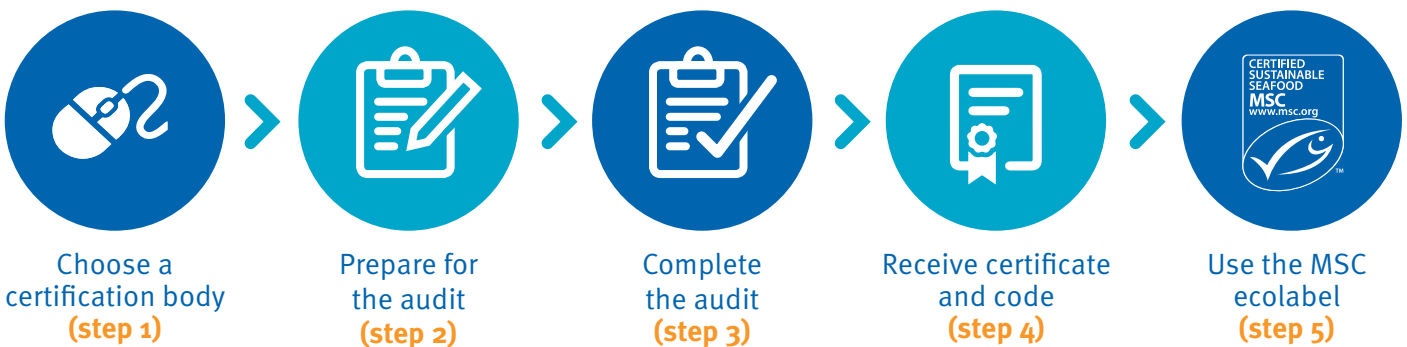 Choose a
certification body
(step 1)
Prepare for
the audit
(step 2)
Complete
the audit
(step 3)
Receive certificate
and code
(step 4)
CERTIFIED
SUSTAINABLE
SEAFOOD
MSC
www.msc.org
TM
Use the MSC
ecolabel
(step 5)